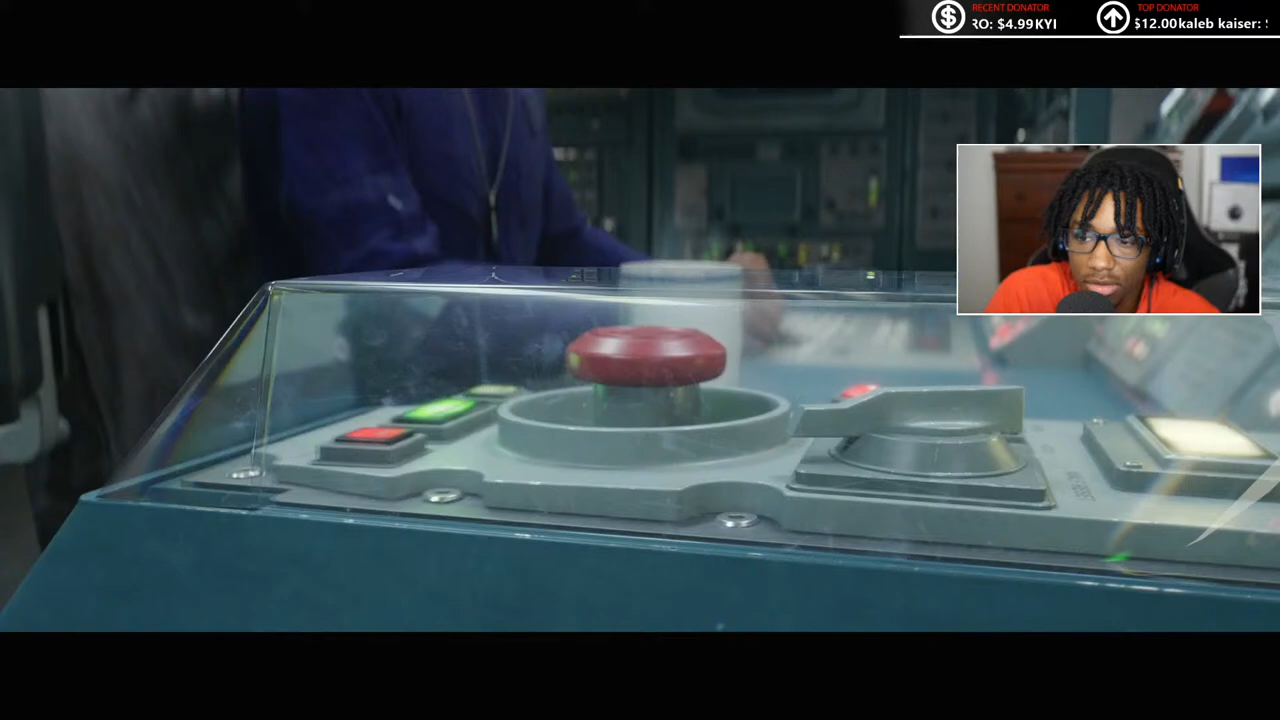 RECENT DONATOR
RO: $4.99KYI
TOP DONATOR
$12.00kaleb kaiser: